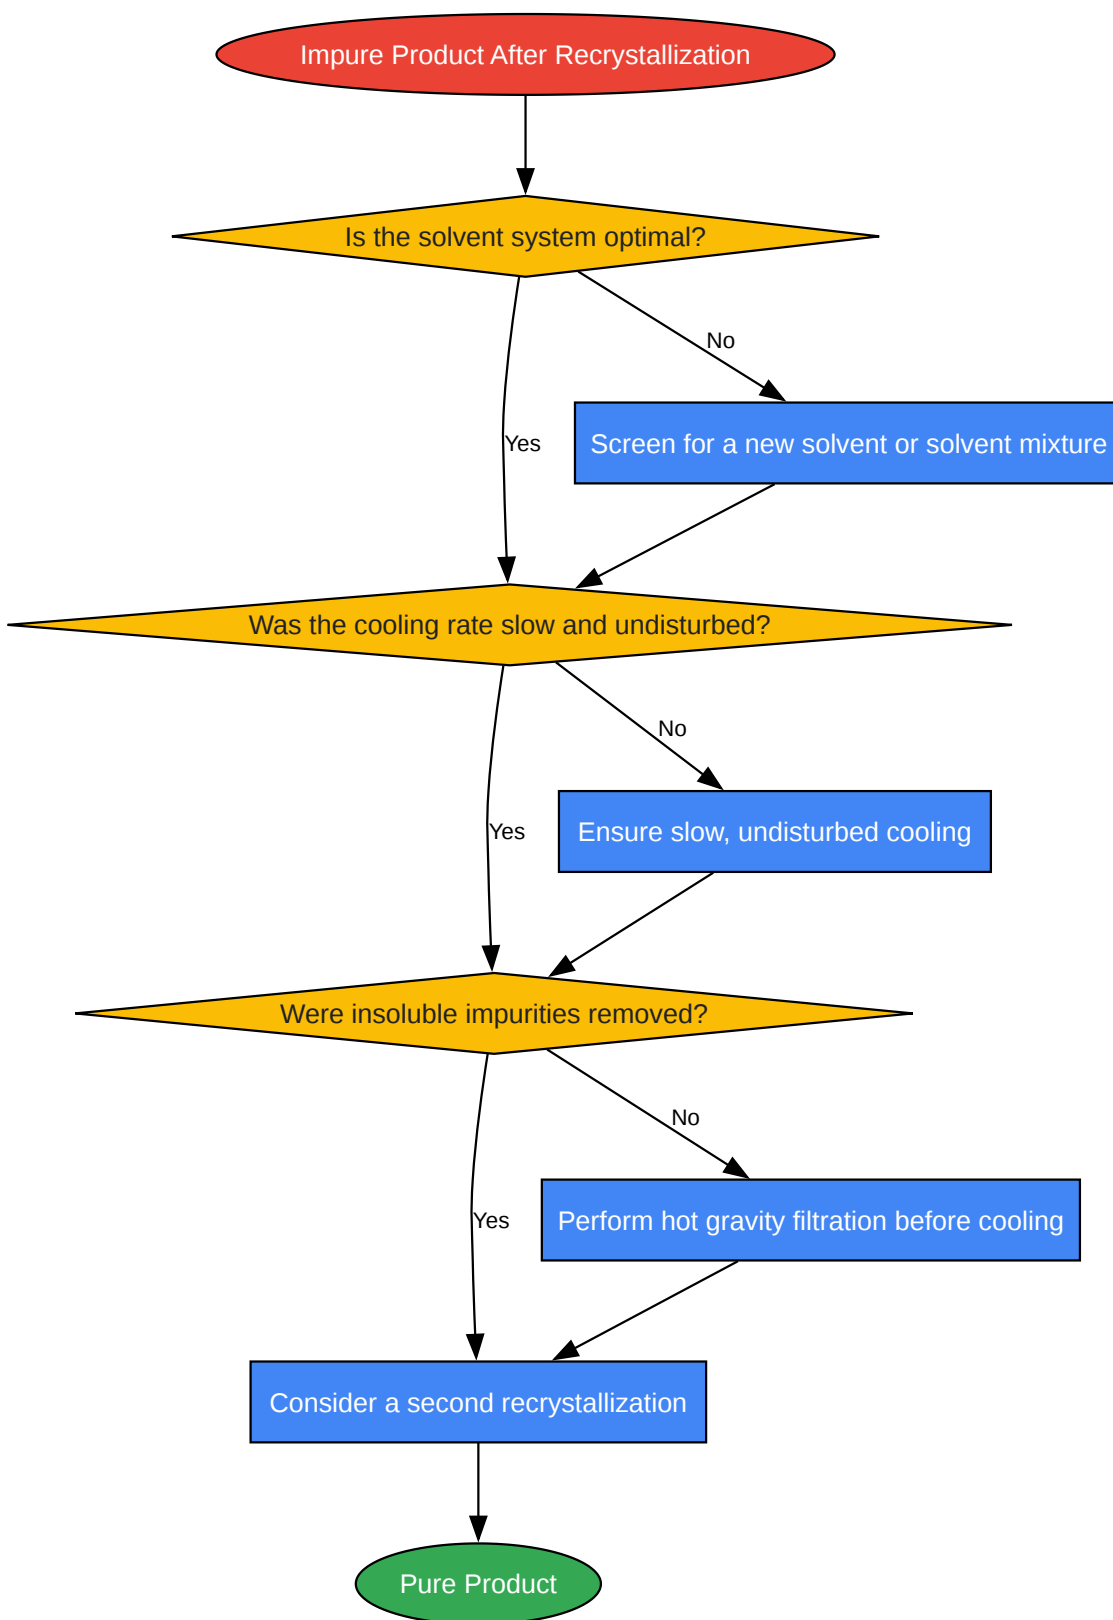 Impure Product After Recrystallization
Is the solvent system optimal?
No
Yes
Screen for a new solvent or solvent mixture
Was the cooling rate slow and undisturbed?
No
Yes
Ensure slow, undisturbed cooling
Were insoluble impurities removed?
No
Yes
Perform hot gravity filtration before cooling
Consider a second recrystallization
Pure Product